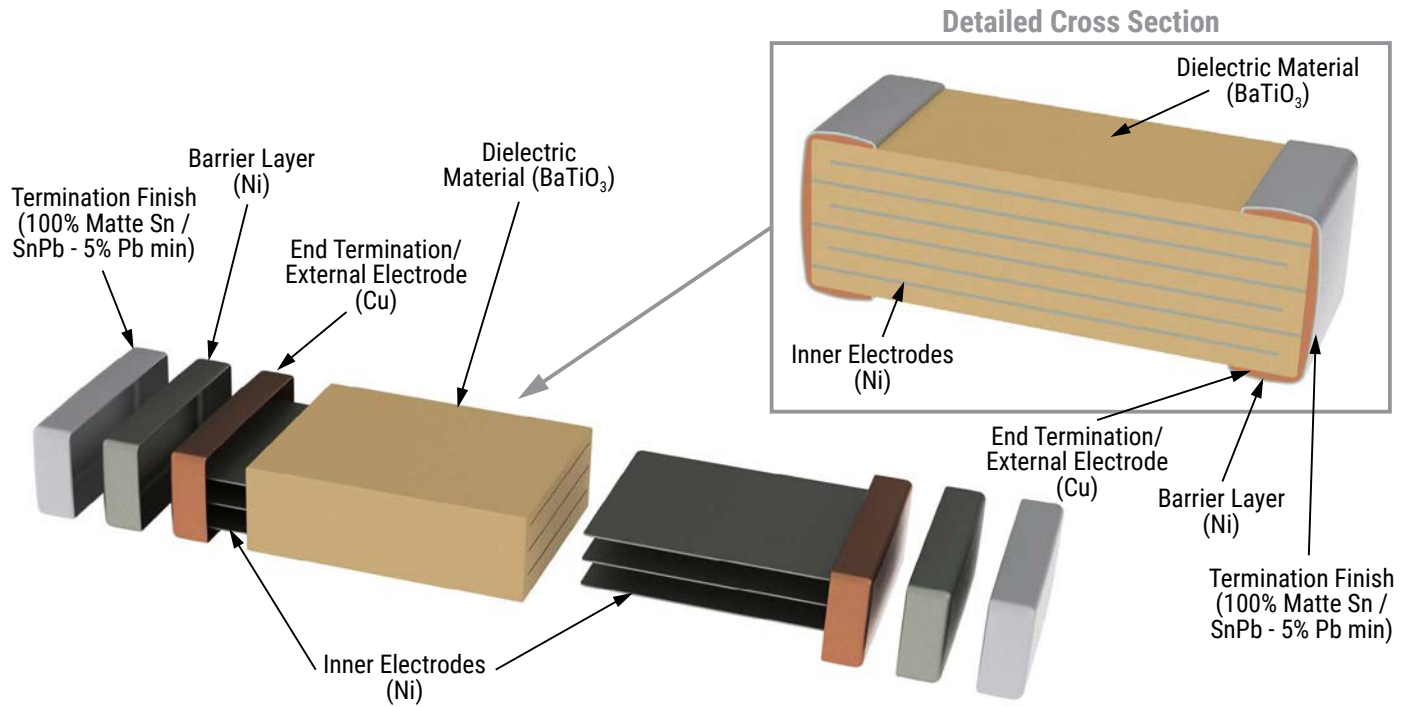 Detailed Cross Section
Dielectric Material
(BaTiO₃)
Inner Electrodes
(Ni)
End Termination/
External Electrode
(Cu)
Barrier Layer
(Ni)
Termination Finish
(100% Matte Sn /
SnPb - 5% Pb min)
Termination Finish
(100% Matte Sn /
SnPb - 5% Pb min)
Barrier Layer
(Ni)
End Termination/
External Electrode
(Cu)
Dielectric
Material (BaTiO₃)
Inner Electrodes
(Ni)